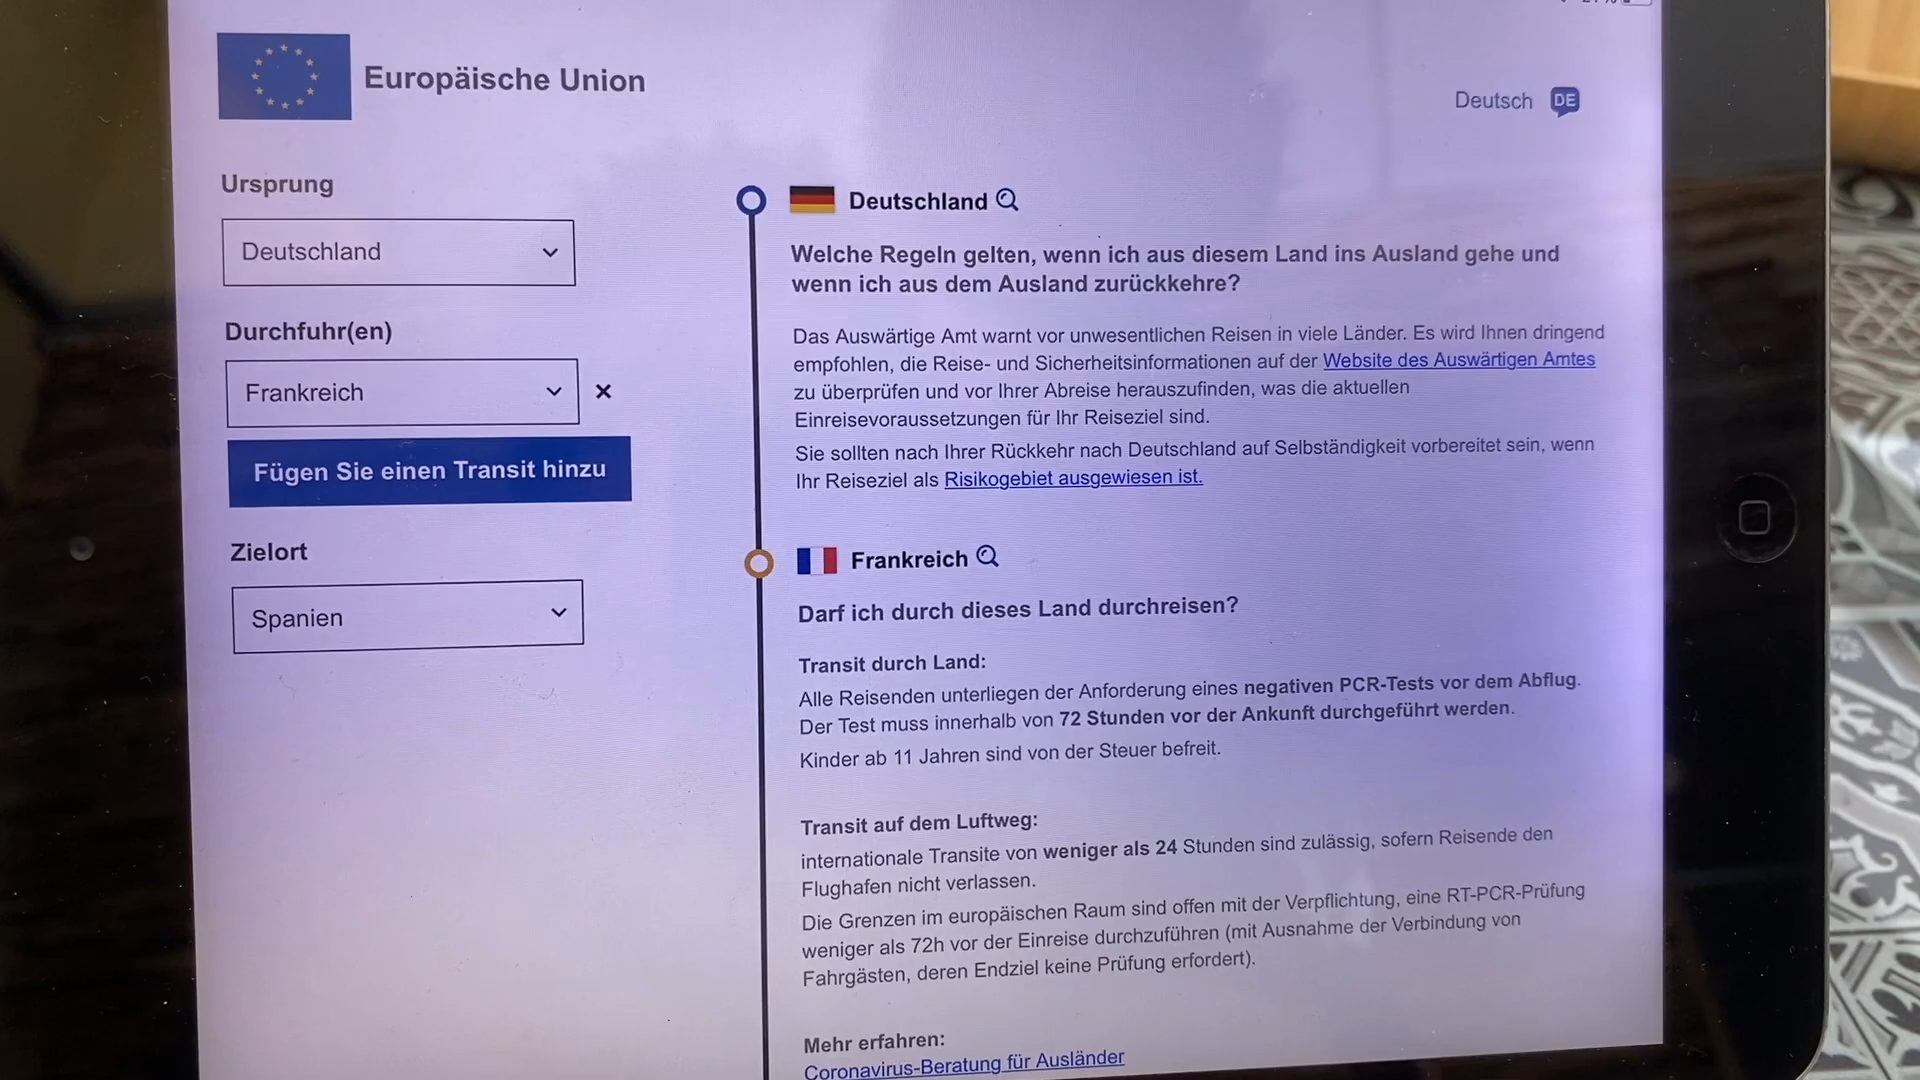 Europäische Union
Deutsch DE
Ursprung
Deutschland
Durchfuhr(en)
Frankreich
Fügen Sie einen Transit hinzu
Zielort
Spanien
Deutschland
Welche Regeln gelten, wenn ich aus diesem Land ins Ausland gehe und
wenn ich aus dem Ausland zurückkehre?
Das Auswärtige Amt warnt vor unwesentlichen Reisen in viele Länder. Es wird Ihnen dringend
empfohlen, die Reise- und Sicherheitsinformationen auf der Website des Auswärtigen Amtes
zu überprüfen und vor Ihrer Abreise herauszufinden, was die aktuellen
Einreisevoraussetzungen für Ihr Reiseziel sind.
Sie sollten nach Ihrer Rückkehr nach Deutschland auf Selbständigkeit vorbereitet sein, wenn
Ihr Reiseziel als Risikogebiet ausgewiesen ist.
Frankreich
Darf ich durch dieses Land durchreisen?
Transit durch Land:
Alle Reisenden unterliegen der Anforderung eines negativen PCR-Tests vor dem Abflug.
Der Test muss innerhalb von 72 Stunden vor der Ankunft durchgeführt werden.
Kinder ab 11 Jahren sind von der Steuer befreit.
Transit auf dem Luftweg:
internationale Transite von weniger als 24 Stunden sind zulässig, sofern Reisende den
Flughafen nicht verlassen.
Die Grenzen im europäischen Raum sind offen mit der Verpflichtung, eine RT-PCR-Prüfung
weniger als 72h vor der Einreise durchzuführen (mit Ausnahme der Verbindung von
Fahrgästen, deren Endziel keine Prüfung erfordert).
Mehr erfahren:
Coronavirus-Beratung für Ausländer